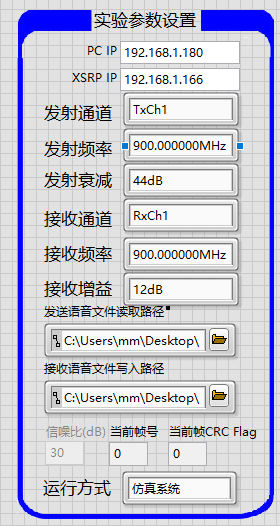 实验参数设置
PC IP 192.168.1.180
XSRP IP 192.168.1.166
发射通道 TxCh1
发射频率 900.000000MHz
发射衰减 44dB
接收通道 RxCh1
接收频率 900.000000MHz
接收增益 12dB
发送语音文件读取路径
C:\Users\mm\Desktop\
接收语音文件写入路径
C:\Users\mm\Desktop\
信噪比(dB) 当前帧号 当前帧CRC Flag
30 0 0
运行方式 仿真系统